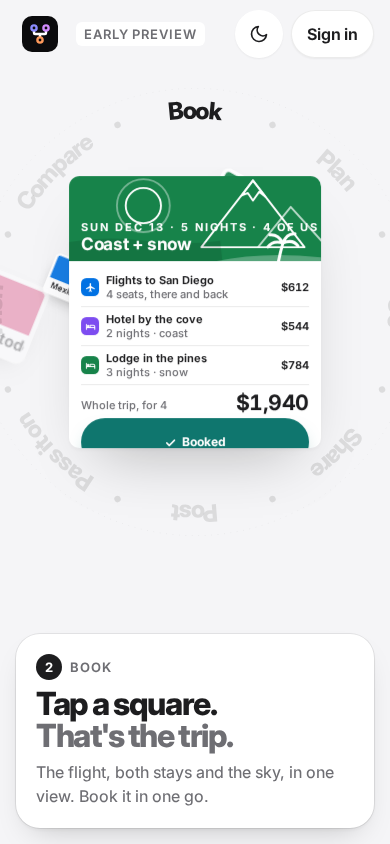 EARLY PREVIEW
Sign in
Book
Compare
Plan
SUN DEC 13 · 5 NIGHTS · 4 OF US
Coast + snow
Flights to San Diego
4 seats, there and back
$612
Hotel by the cove
2 nights · coast
$544
Lodge in the pines
3 nights · snow
$784
Whole trip, for 4
$1,940
Booked
Pass it on
Share
Post
2
BOOK
Tap a square.
That's the trip.
The flight, both stays and the sky, in one
view. Book it in one go.